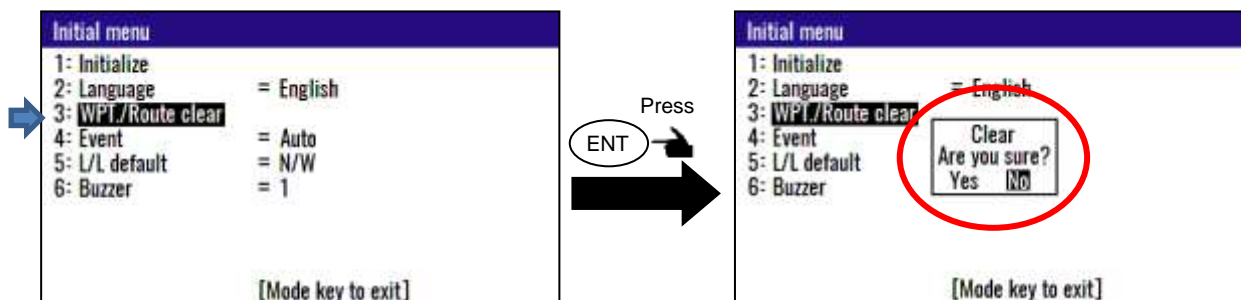 Initial menu
1: Initialize
2: Language = English
3: WPT./Route clear
4: Event = Auto
5: L/L default = N/W
6: Buzzer = 1
[Mode key to exit]
Press
ENT
Initial menu
1: Initialize
2: Language = English
3: WPT./Route clear
4: Event
5: L/L default
6: Buzzer
Clear
Are you sure?
Yes No
[Mode key to exit]